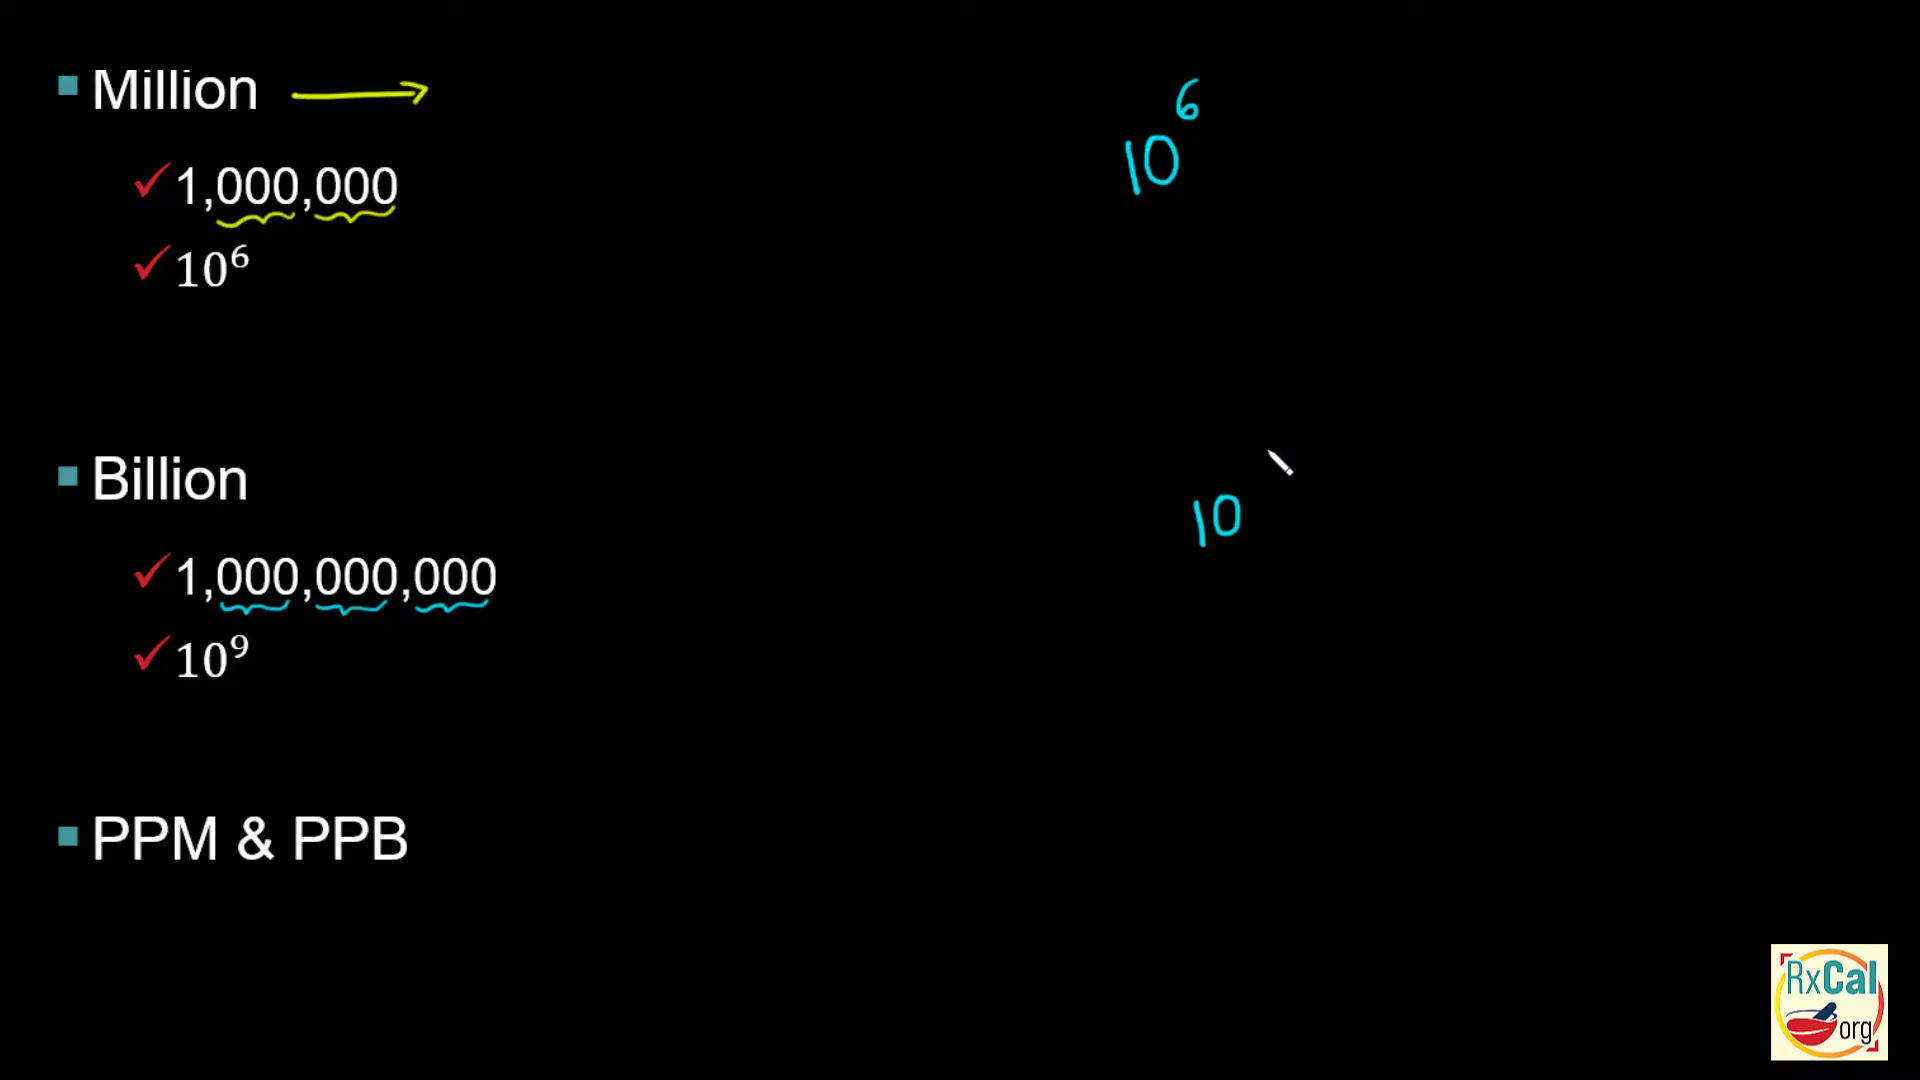 Million
1,000,000
10⁶
10⁶
Billion
1,000,000,000
10⁹
10
PPM & PPB
RxCal
org